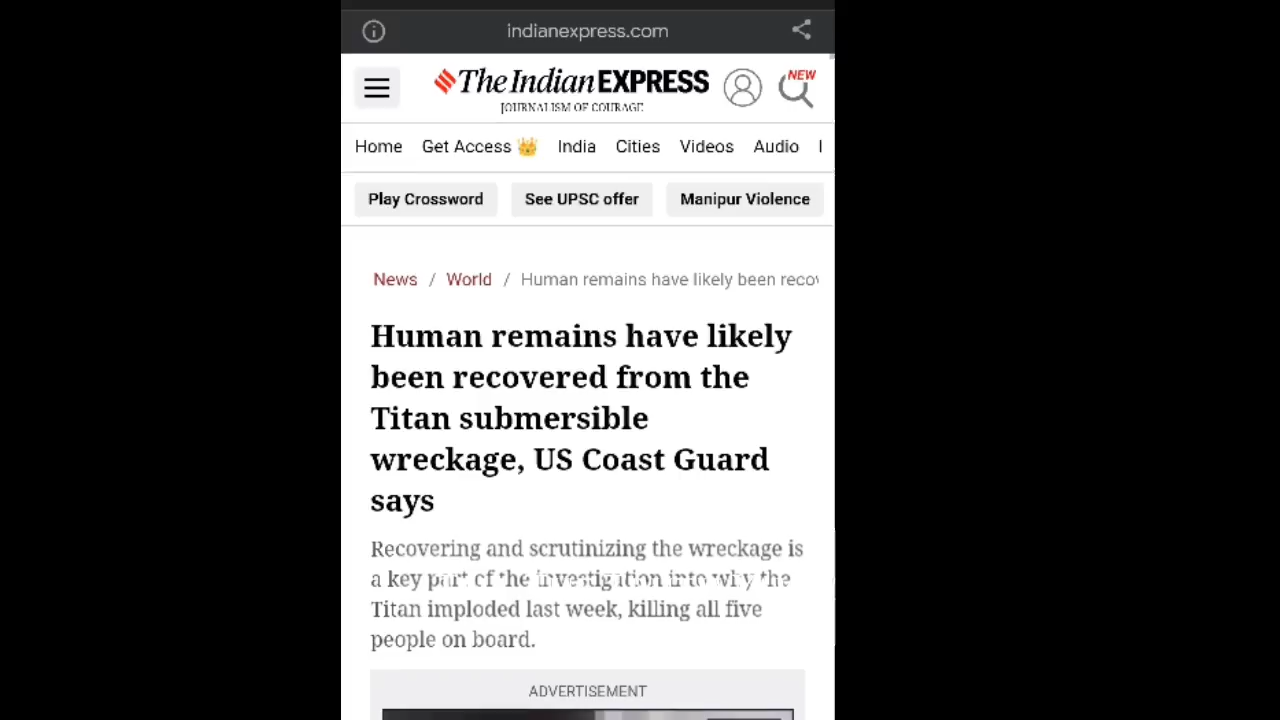 indianexpress.com
The Indian EXPRESS
JOURNALISM OF COURAGE
NEW
Home Get Access 👑 India Cities Videos Audio
Play Crossword See UPSC offer Manipur Violence
News / World / Human remains have likely been recov
Human remains have likely
been recovered from the
Titan submersible
wreckage, US Coast Guard
says
Recovering and scrutinizing the wreckage is
a key part of the investigation into why the
Titan imploded last week, killing all five
people on board.
ADVERTISEMENT